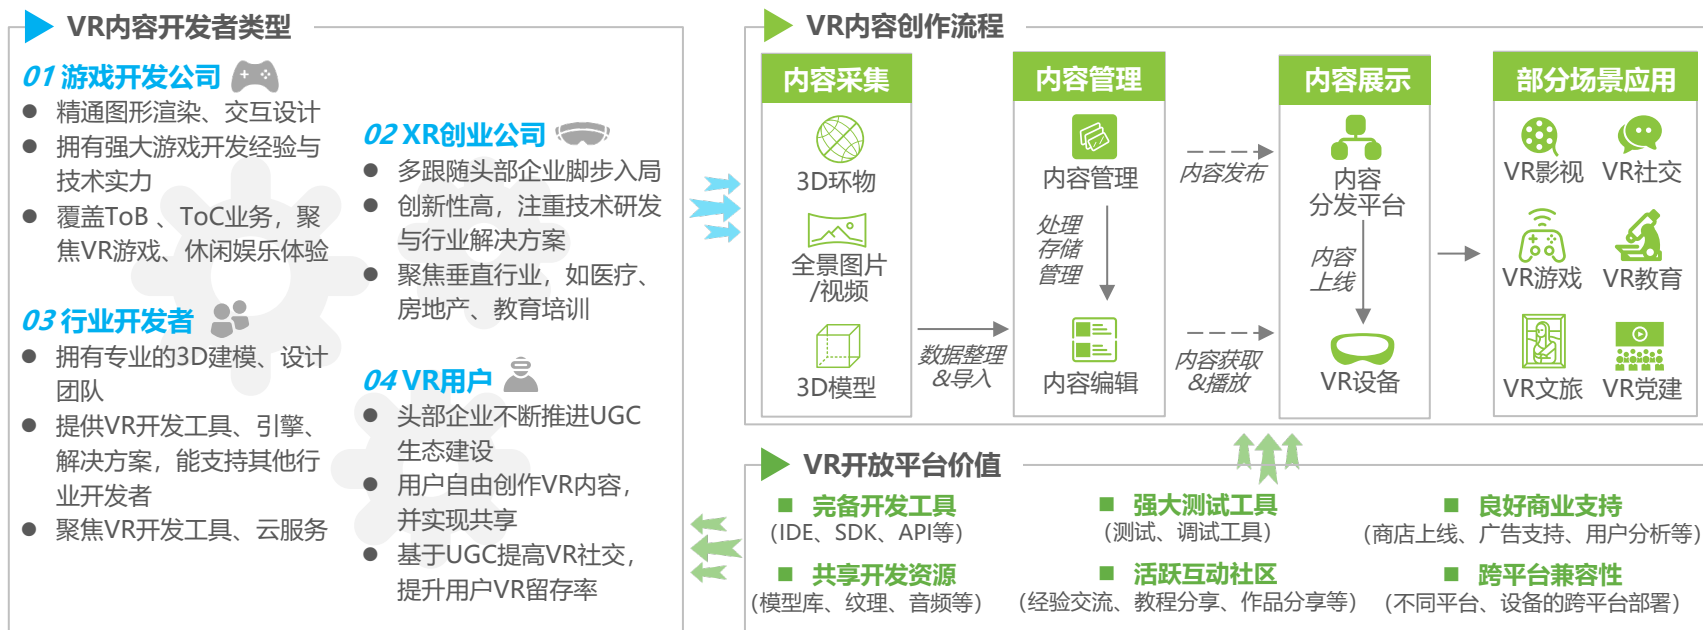 VR内容开发者类型
01 游戏开发公司
● 精通图形渲染、交互设计
● 拥有强大游戏开发经验与
技术实力
● 覆盖ToB 、ToC业务，聚
焦VR游戏、休闲娱乐体验
02 XR创业公司
● 多跟随头部企业脚步入局
● 创新性高，注重技术研发
与行业解决方案
● 聚焦垂直行业，如医疗、
房地产、教育培训
03 行业开发者
● 拥有专业的3D建模、设计
团队
● 提供VR开发工具、引擎、
解决方案，能支持其他行
业开发者
● 聚焦VR开发工具、云服务
04 VR用户
● 头部企业不断推进UGC
生态建设
● 用户自由创作VR内容，
并实现共享
● 基于UGC提高VR社交，
提升用户VR留存率
VR内容创作流程
内容采集
3D环物
全景图片
/视频
3D模型
数据整理
&导入
内容管理
内容管理
处理
存储
管理
内容编辑
内容发布
内容获取
&播放
内容展示
内容
分发平台
内容
上线
VR设备
部分场景应用
VR影视 VR社交
VR游戏 VR教育
VR文旅 VR党建
VR开放平台价值
■ 完备开发工具
（IDE、SDK、API等）
■ 强大测试工具
（测试、调试工具）
■ 良好商业支持
（商店上线、广告支持、用户分析等）
■ 共享开发资源
（模型库、纹理、音频等）
■ 活跃互动社区
（经验交流、教程分享、作品分享等）
■ 跨平台兼容性
（不同平台、设备的跨平台部署）